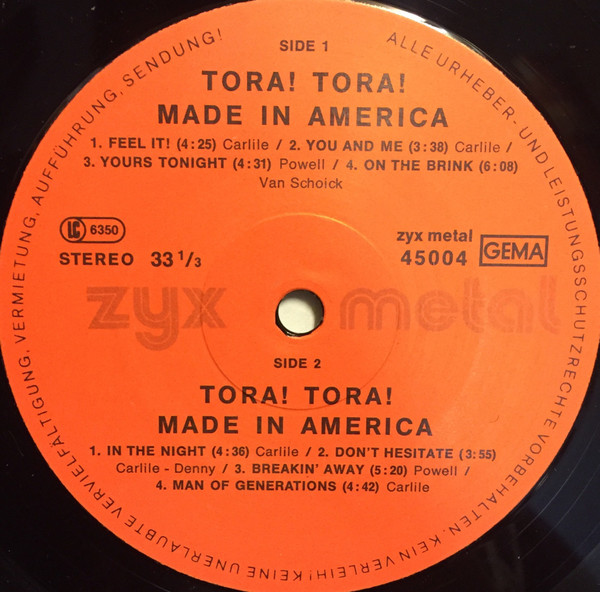 SIDE 1
TORA! TORA!
MADE IN AMERICA
1. FEEL IT! (4:25) Carlile / 2. YOU AND ME (3:38) Carlile /
3. YOURS TONIGHT (4:31) Powell / 4. ON THE BRINK (6:08)
Van Schoick
LC 6350
STEREO 33 1/3
zyx metal
45004 GEMA
zyx metal
SIDE 2
TORA! TORA!
MADE IN AMERICA
1. IN THE NIGHT (4:36) Carlile / 2. DON'T HESITATE (3:55)
Carlile - Denny / 3. BREAKIN' AWAY (5:20) Powell /
4. MAN OF GENERATIONS (4:42) Carlile
ALLE URHEBER- UND LEISTUNGSSCHUTZRECHTE VORBEHALTEN. KEIN VERLEIH! KEINE UNERLAUBTE VERVIELFÄLTIGUNG, VERMIETUNG, AUFFÜHRUNG, SENDUNG!